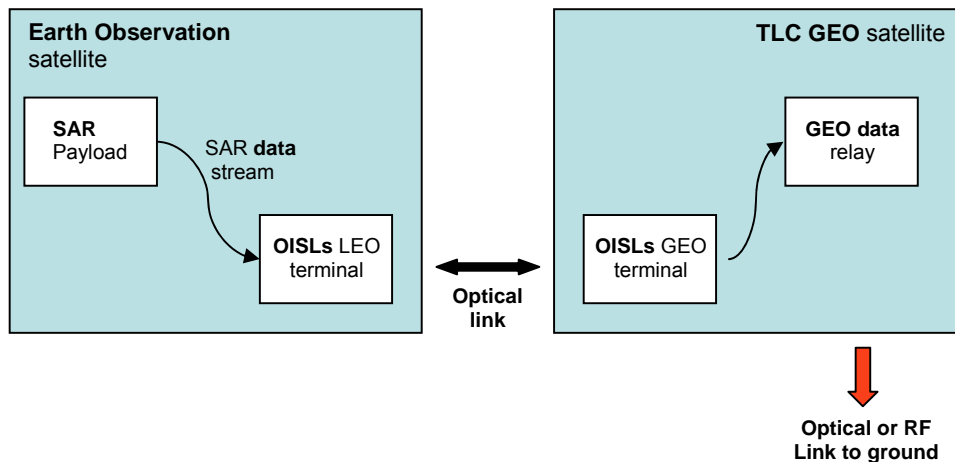 Earth Observation
satellite
SAR
Payload
SAR data
stream
OISLs LEO
terminal
Optical
link
TLC GEO satellite
GEO data
relay
OISLs GEO
terminal
Optical or RF
Link to ground